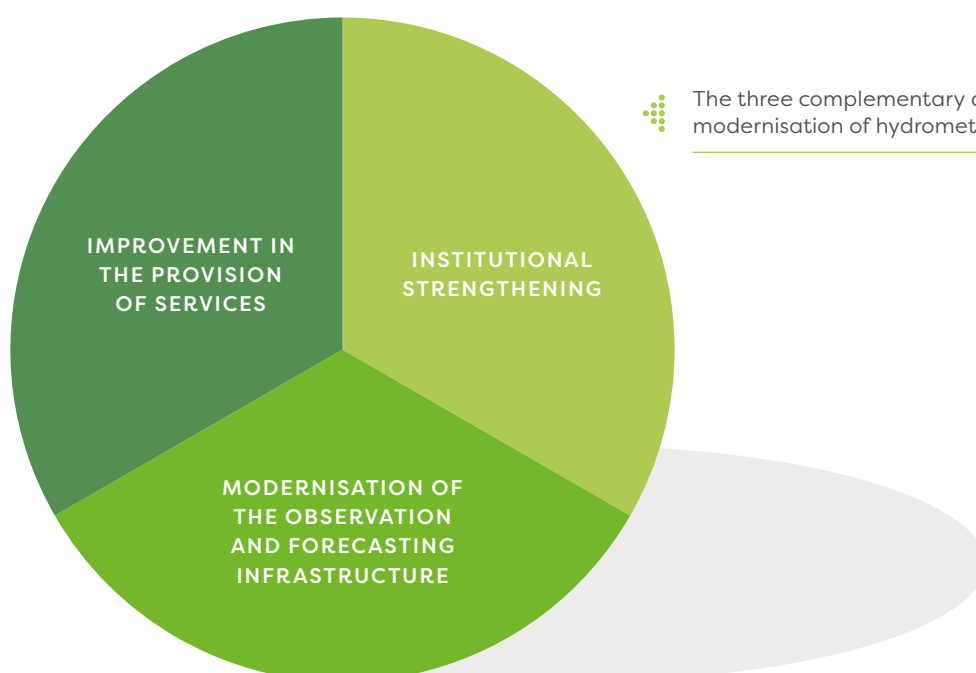 The three complementary
modernisation of
IMPROVEMENT IN
THE PROVISION
OF SERVICES
INSTITUTIONAL
STRENGTHENING
MODERNISATION OF
THE OBSERVATION
AND FORECASTING
INFRASTRUCTURE